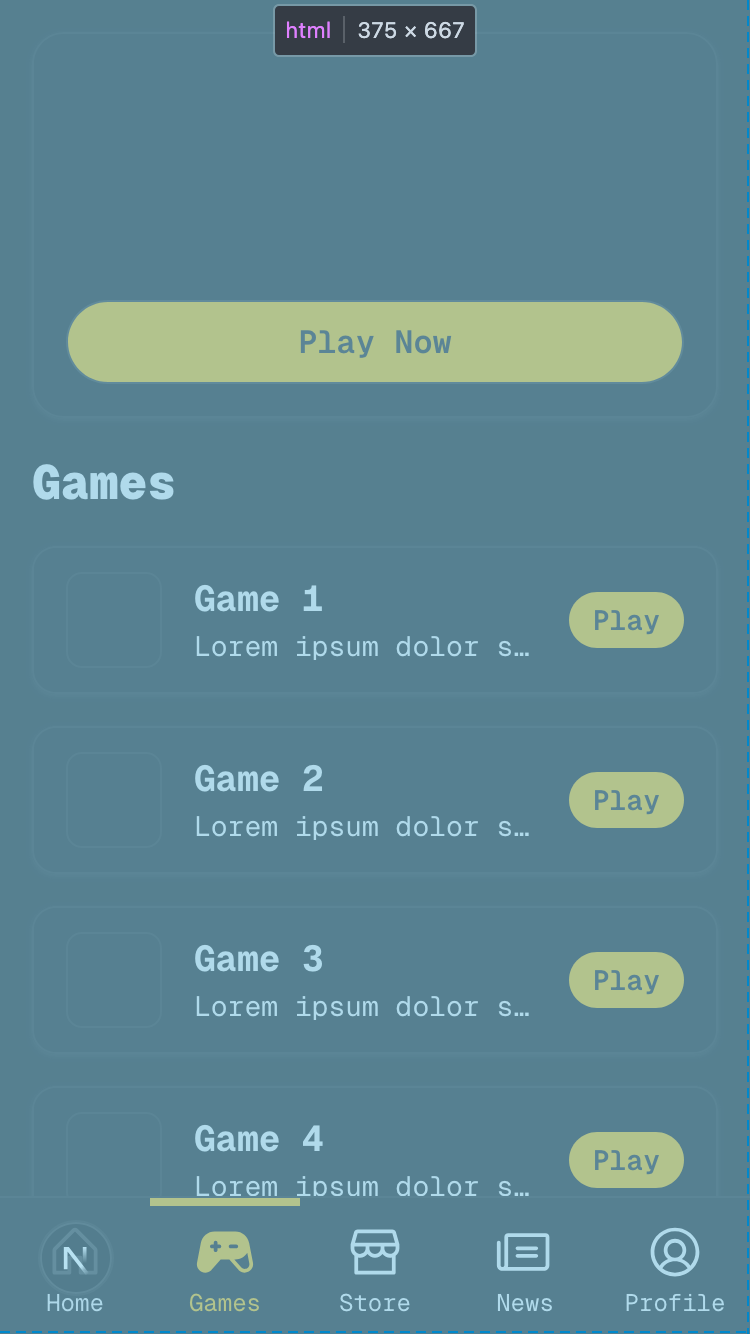 html 375 × 667
Play Now
Games
Game 1
Lorem ipsum dolor s…
Play
Game 2
Lorem ipsum dolor s…
Play
Game 3
Lorem ipsum dolor s…
Play
Game 4
Lorem ipsum dolor s…
Play
N
Home
Games
Store
News
Profile